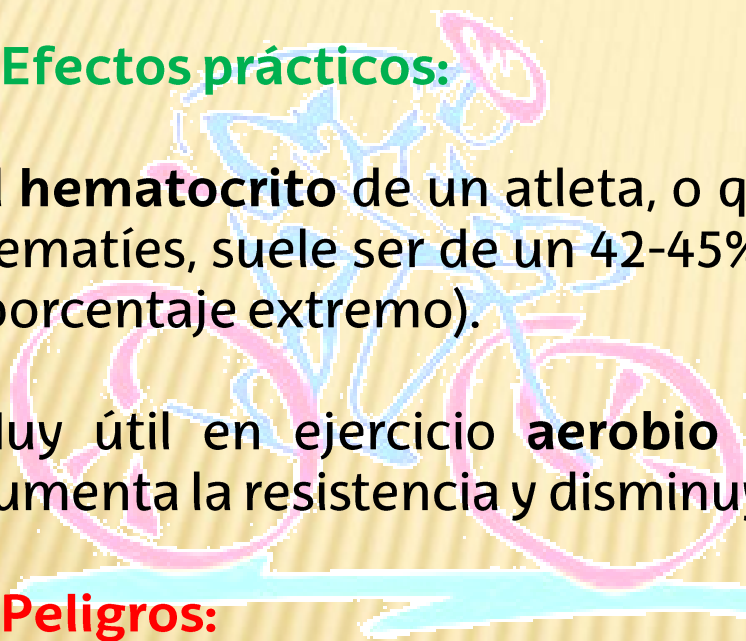 Efectos prácticos:
hematocrito de un atleta, o q
ematíes, suele ser de un 42-45%
porcentaje extremo).
uy útil en ejercicio aerobio
umenta la resistencia y disminuy
Peligros: